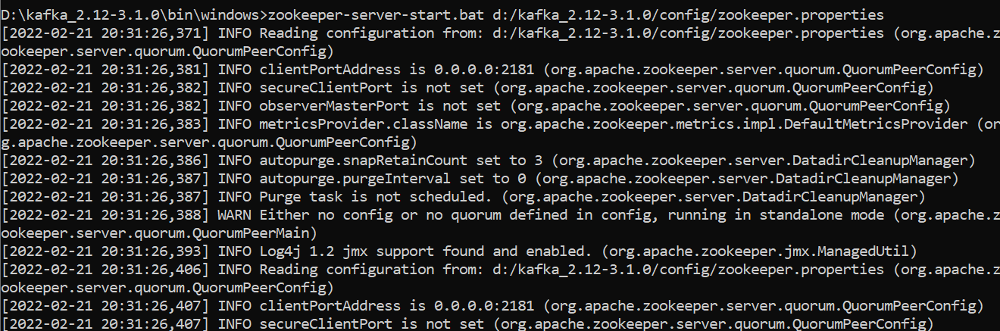 D:\kafka_2.12-3.1.0\bin\windows>zookeeper-server-start.bat d:/kafka_2.12-3.1.0/config/zookeeper.properties
[2022-02-21 20:31:26,371] INFO Reading configuration from: d:/kafka_2.12-3.1.0/config/zookeeper.properties (org.apache.z
ookeeper.server.quorum.QuorumPeerConfig)
[2022-02-21 20:31:26,381] INFO clientPortAddress is 0.0.0.0:2181 (org.apache.zookeeper.server.quorum.QuorumPeerConfig)
[2022-02-21 20:31:26,382] INFO secureClientPort is not set (org.apache.zookeeper.server.quorum.QuorumPeerConfig)
[2022-02-21 20:31:26,382] INFO observerMasterPort is not set (org.apache.zookeeper.server.quorum.QuorumPeerConfig)
[2022-02-21 20:31:26,383] INFO metricsProvider.className is org.apache.zookeeper.metrics.impl.DefaultMetricsProvider (or
g.apache.zookeeper.server.quorum.QuorumPeerConfig)
[2022-02-21 20:31:26,386] INFO autopurge.snapRetainCount set to 3 (org.apache.zookeeper.server.DatadirCleanupManager)
[2022-02-21 20:31:26,387] INFO autopurge.purgeInterval set to 0 (org.apache.zookeeper.server.DatadirCleanupManager)
[2022-02-21 20:31:26,387] INFO Purge task is not scheduled. (org.apache.zookeeper.server.DatadirCleanupManager)
[2022-02-21 20:31:26,388] WARN Either no config or no quorum defined in config, running in standalone mode (org.apache.z
ookeeper.server.quorum.QuorumPeerMain)
[2022-02-21 20:31:26,393] INFO Log4j 1.2 jmx support found and enabled. (org.apache.zookeeper.jmx.ManagedUtil)
[2022-02-21 20:31:26,406] INFO Reading configuration from: d:/kafka_2.12-3.1.0/config/zookeeper.properties (org.apache.z
ookeeper.server.quorum.QuorumPeerConfig)
[2022-02-21 20:31:26,407] INFO clientPortAddress is 0.0.0.0:2181 (org.apache.zookeeper.server.quorum.QuorumPeerConfig)
[2022-02-21 20:31:26,407] INFO secureClientPort is not set (org.apache.zookeeper.server.quorum.QuorumPeerConfig)